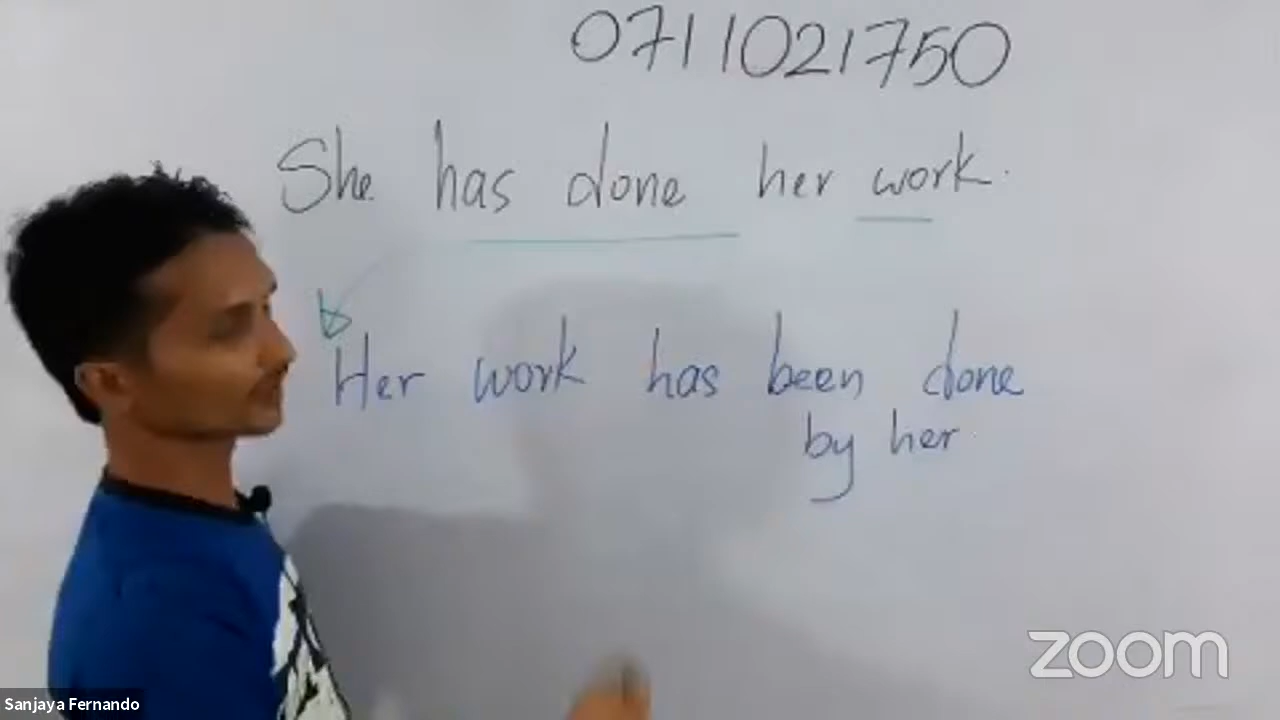 0711021750
She has done her work.
Her work has been done
by her
zoom
Sanjaya Fernando